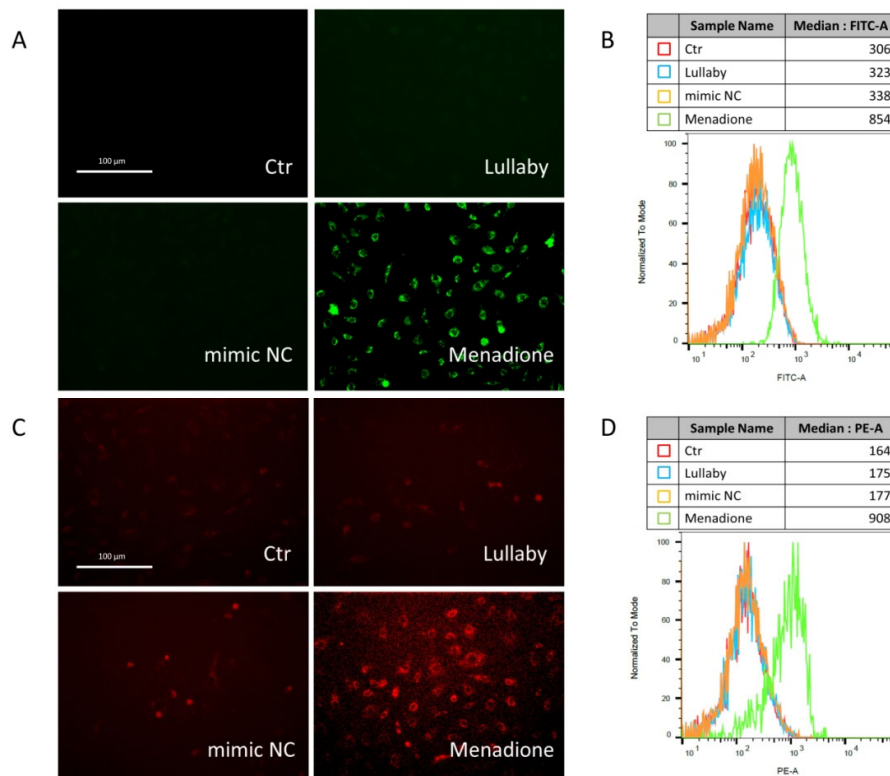 A
Ctr
100 µm
Lullaby
mimic NC
Menadione
B
Sample Name Median : FITC-A
Ctr 306
Lullaby 323
mimic NC 338
Menadione 854
Normalized To Mode
100
80
60
40
20
0
10¹ 10² 10³ 10⁴
FITC-A
C
Ctr
100 µm
Lullaby
mimic NC
Menadione
D
Sample Name Median : PE-A
Ctr 164
Lullaby 175
mimic NC 177
Menadione 908
Normalized To Mode
100
80
60
40
20
0
10¹ 10² 10³ 10⁴
PE-A